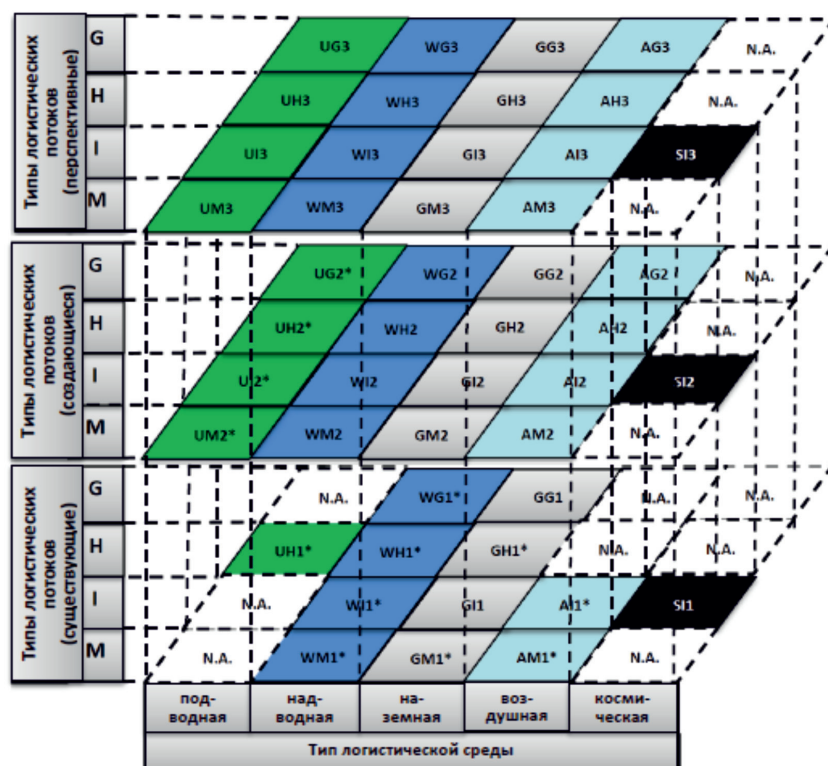 Типы логистических
потоков
(перспективные)
G
UG3 WG3 GG3 AG3 N.A.
H
UH3 WH3 GH3 AH3 N.A.
I
UI3 WI3 GI3 AI3 SI3
M
UM3 WM3 GM3 AM3 N.A.
Типы логистических
потоков
(создающиеся)
G
UG2* WG2 GG2 AG2 N.A.
H
UH2* WH2 GH2 AH2 N.A.
I
UI2* WI2 GI2 AI2 SI2
M
UM2* WM2 GM2 AM2 N.A.
Типы логистических
потоков
(существующие)
G
N.A. WG1* GG1 N.A. N.A.
H
UH1* WH1* GH1* N.A. N.A.
I
N.A. WI1* GI1 AI1* SI1
M
N.A. WM1* GM1* AM1* N.A.
под- над- на- воз- косми-
водная водная земная душная ческая
Тип логистической среды